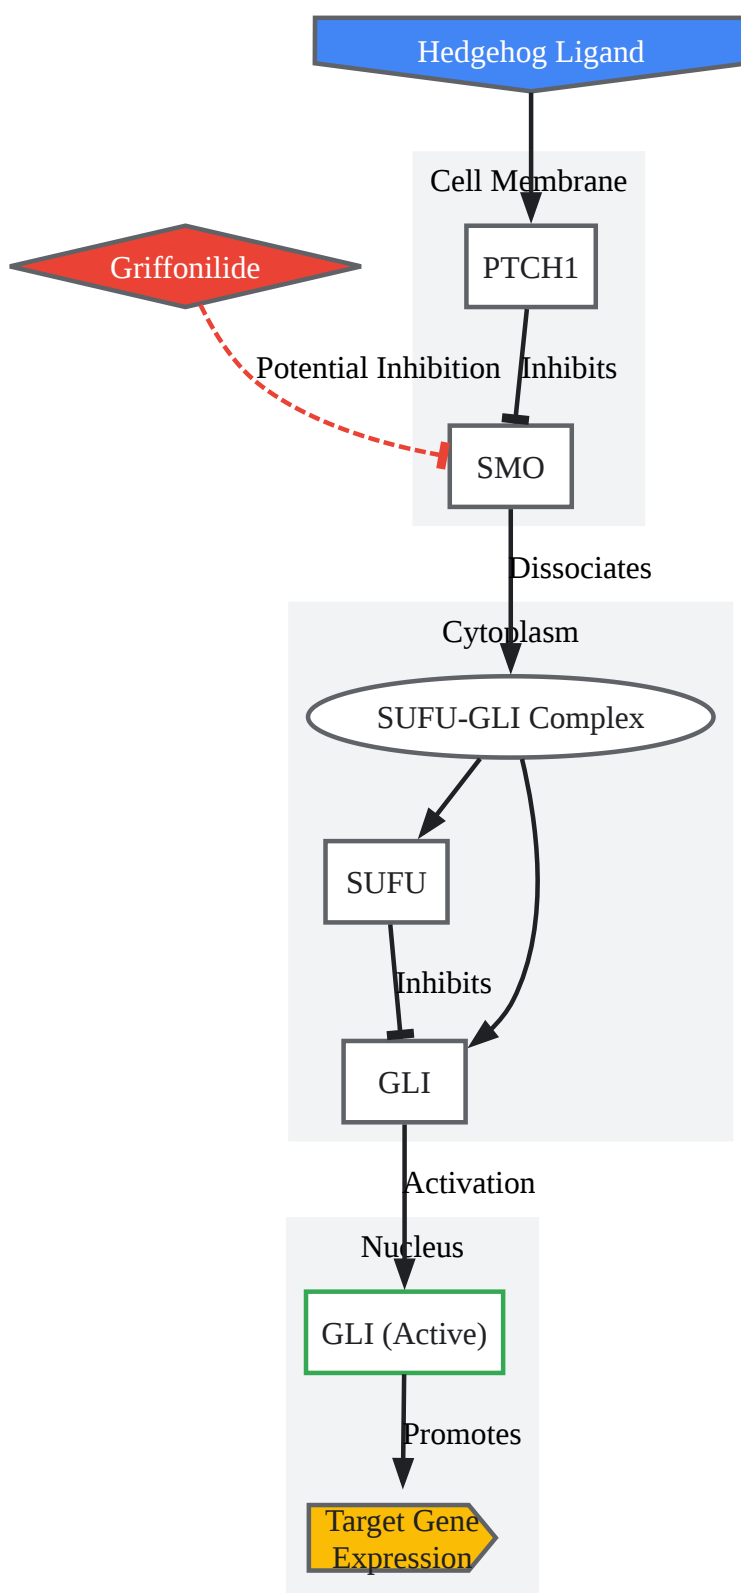 Hedgehog Ligand
Cell Membrane
Griffonilide
PTCH1
Potential Inhibition
Inhibits
SMO
Dissociates
Cytoplasm
SUFU-GLI Complex
SUFU
Inhibits
GLI
Activation
Nucleus
GLI (Active)
Promotes
Target Gene
Expression